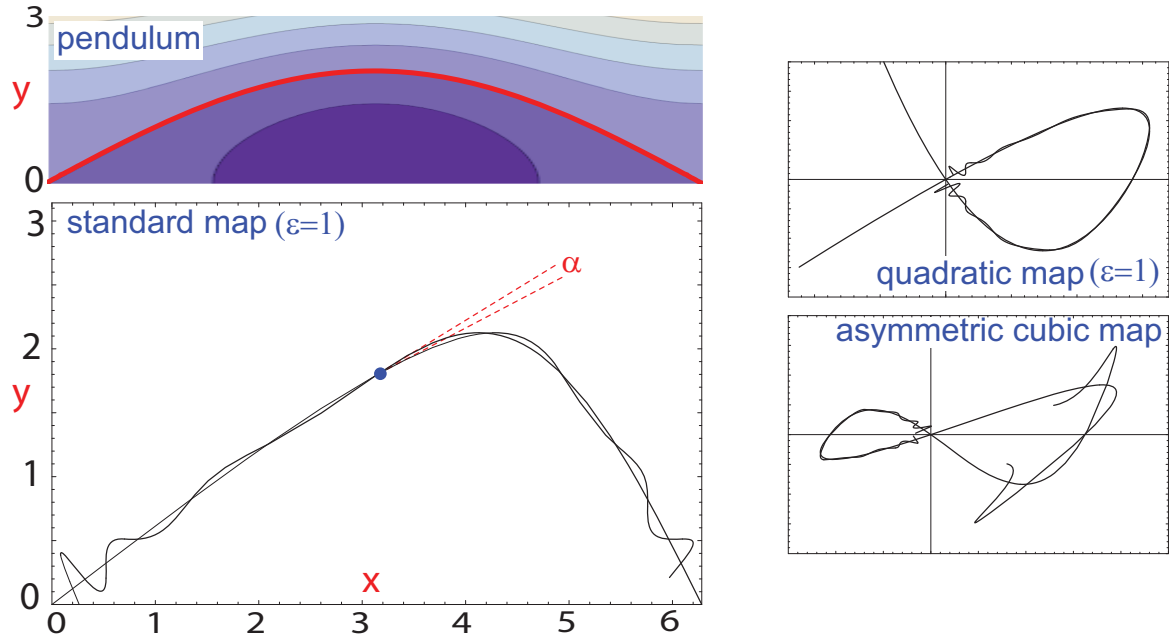 3
pendulum
y
0
3
standard map (ε=1)
α
2
y
1
0
x
0 1 2 3 4 5 6
quadratic map (ε=1)
asymmetric cubic map